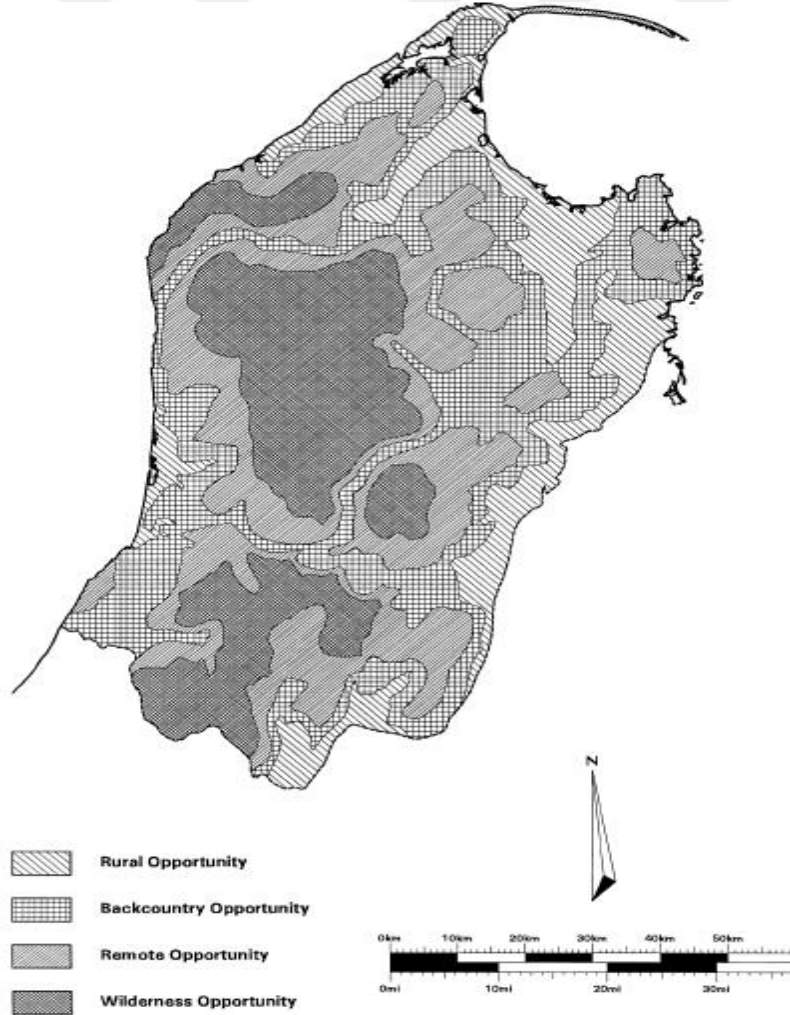 N
Rural Opportunity
Backcountry Opportunity
Remote Opportunity
Wilderness Opportunity
0km 10km 20km 30km 40km 50km
0mi 10mi 20mi 30mi